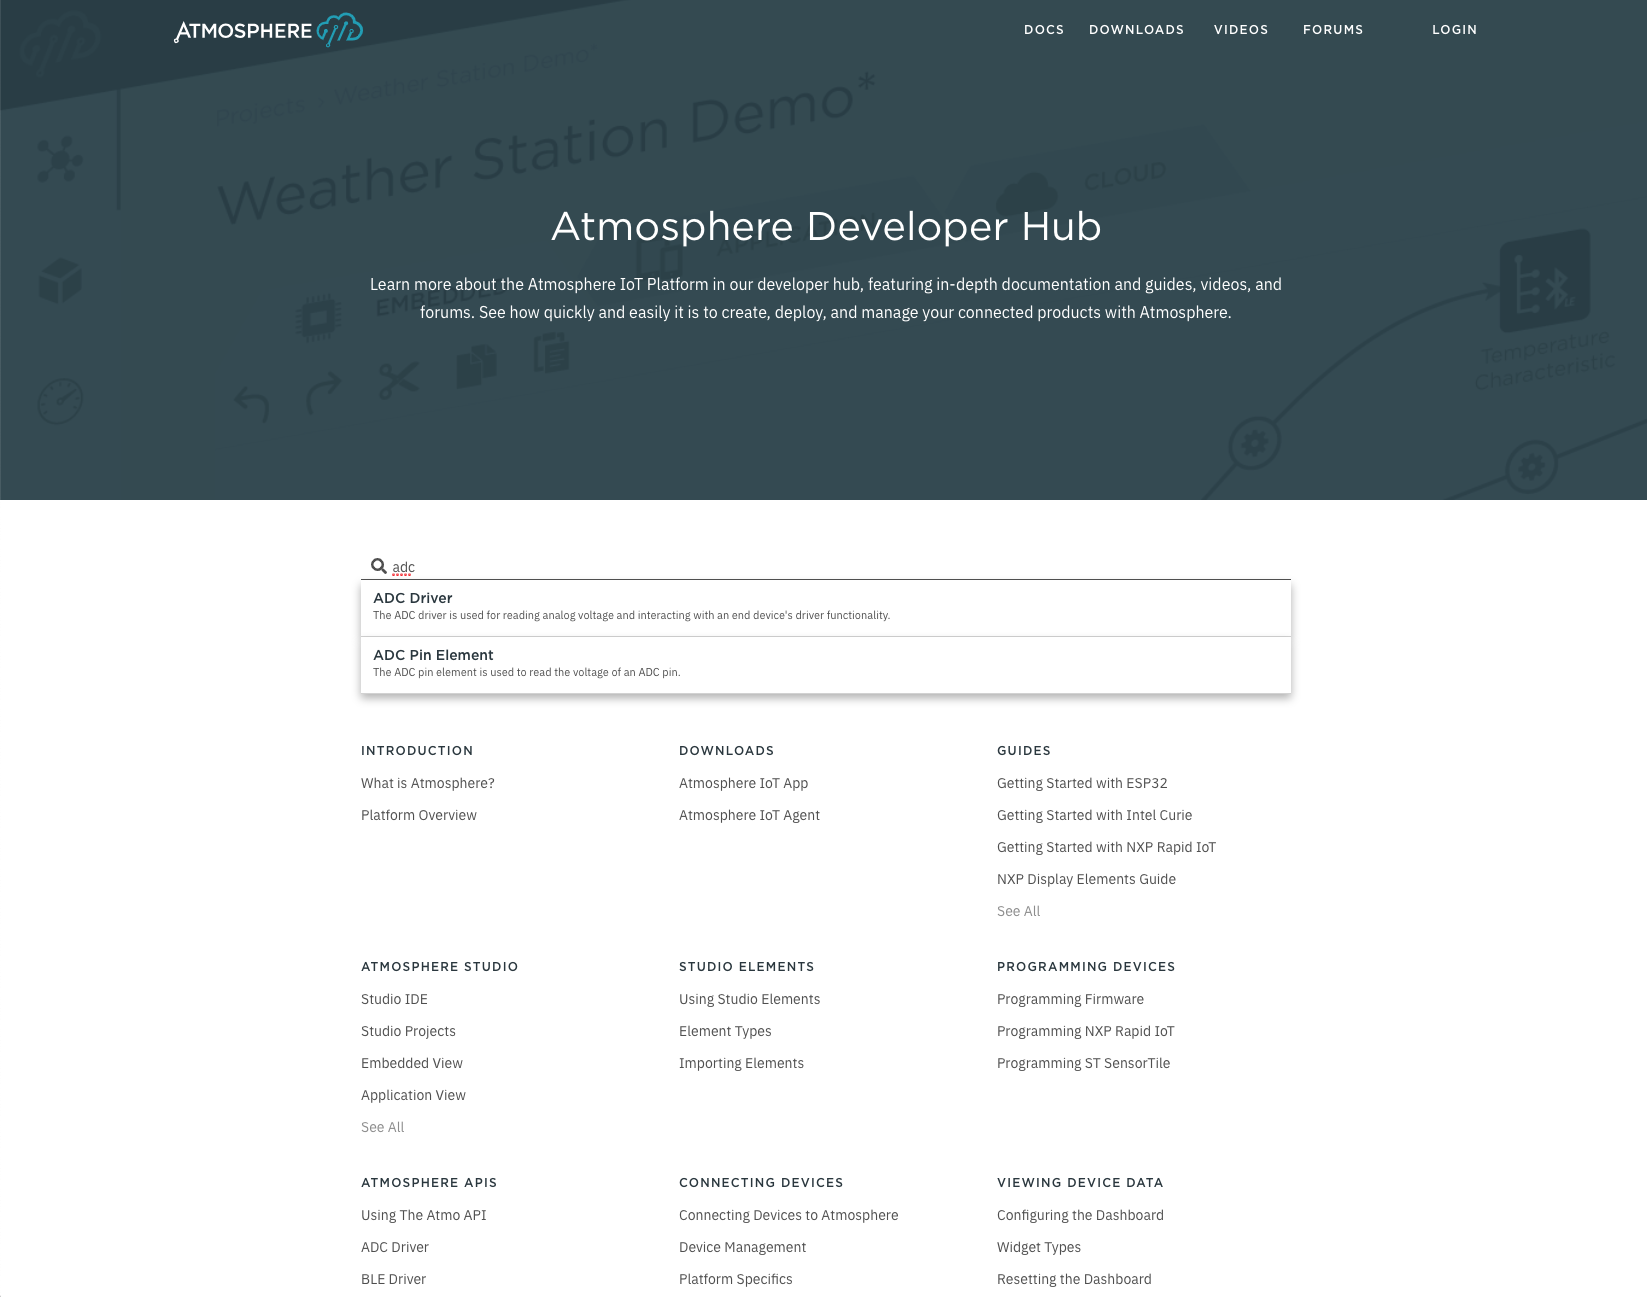 ATMOSPHERE
DOCS DOWNLOADS VIDEOS FORUMS LOGIN
Projects › Weather Station Demo*
Weather Station Demo*
CLOUD
EMBEDDED
Temperature
Characteristic
Atmosphere Developer Hub
Learn more about the Atmosphere IoT Platform in our developer hub, featuring in-depth documentation and guides, videos, and
forums. See how quickly and easily it is to create, deploy, and manage your connected products with Atmosphere.
adc
ADC Driver
The ADC driver is used for reading analog voltage and interacting with an end device's driver functionality.
ADC Pin Element
The ADC pin element is used to read the voltage of an ADC pin.
INTRODUCTION
What is Atmosphere?
Platform Overview
DOWNLOADS
Atmosphere IoT App
Atmosphere IoT Agent
GUIDES
Getting Started with ESP32
Getting Started with Intel Curie
Getting Started with NXP Rapid IoT
NXP Display Elements Guide
See All
ATMOSPHERE STUDIO
Studio IDE
Studio Projects
Embedded View
Application View
See All
STUDIO ELEMENTS
Using Studio Elements
Element Types
Importing Elements
PROGRAMMING DEVICES
Programming Firmware
Programming NXP Rapid IoT
Programming ST SensorTile
ATMOSPHERE APIS
Using The Atmo API
ADC Driver
BLE Driver
CONNECTING DEVICES
Connecting Devices to Atmosphere
Device Management
Platform Specifics
VIEWING DEVICE DATA
Configuring the Dashboard
Widget Types
Resetting the Dashboard